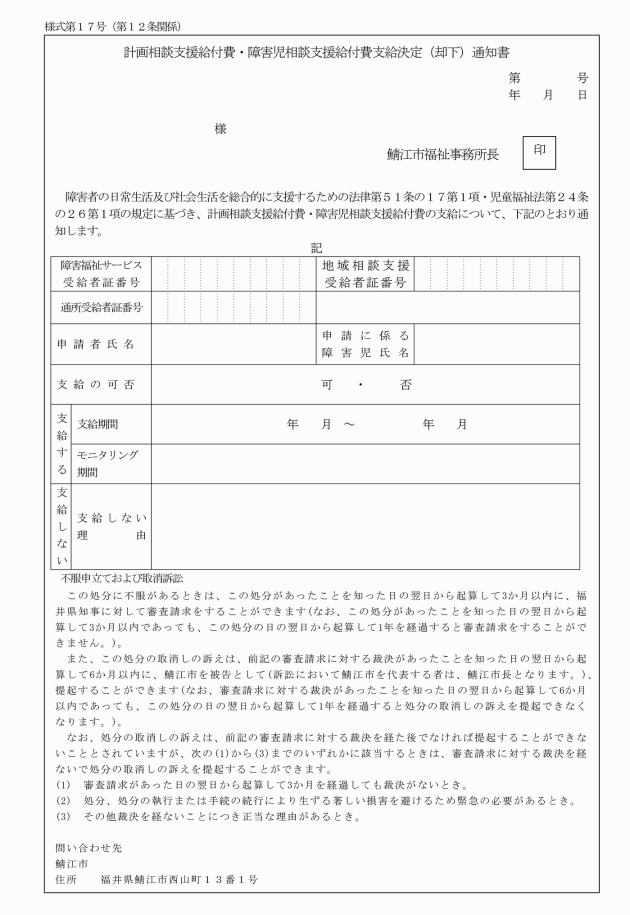 様式第１７号（第１２条関係）
計画相談支援給付費・障害児相談支援給付費支給決定（却下）通知書
第　　　　号
年　　月　　日
様
鯖江市福祉事務所長　印
障害者の日常生活及び社会生活を総合的に支援するための法律第５１条の１７第１項・児童福祉法第２４条
の２６第１項の規定に基づき、計画相談支援給付費・障害児相談支援給付費の支給について、下記のとおり通
知します。
記
障害福祉サービス
受給者証番号
地域相談支援
受給者証番号
通所受給者証番号
申請者氏名
申請に係る
障害児氏名
支給の可否
可　・　否
支給する
支給期間
年　月　～　　　年　月
モニタリング
期間
支給しない
支給しない
理　　　由
不服申立ておよび取消訴訟
この処分に不服があるときは、この処分があったことを知った日の翌日から起算して3か月以内に、福
井県知事に対して審査請求をすることができます(なお、この処分があったことを知った日の翌日から起
算して3か月以内であっても、この処分の日の翌日から起算して1年を経過すると審査請求をすることがで
きません。)。
また、この処分の取消しの訴えは、前記の審査請求に対する裁決があったことを知った日の翌日から起
算して6か月以内に、鯖江市を被告として(訴訟において鯖江市を代表する者は、鯖江市長となります。)、
提起することができます(なお、審査請求に対する裁決があったことを知った日の翌日から起算して6か月
以内であっても、この処分の日の翌日から起算して1年を経過すると処分の取消しの訴えを提起できなく
なります。)。
なお、処分の取消しの訴えは、前記の審査請求に対する裁決を経た後でなければ提起することができな
いこととされていますが、次の(1)から(3)までのいずれかに該当するときは、審査請求に対する裁決を経
ないで処分の取消しの訴えを提起することができます。
(1)　審査請求があった日の翌日から起算して3か月を経過しても裁決がないとき。
(2)　処分、処分の執行または手続の続行により生ずる著しい損害を避けるため緊急の必要があるとき。
(3)　その他裁決を経ないことにつき正当な理由があるとき。
問い合わせ先
鯖江市
住所　　福井県鯖江市西山町１３番１号